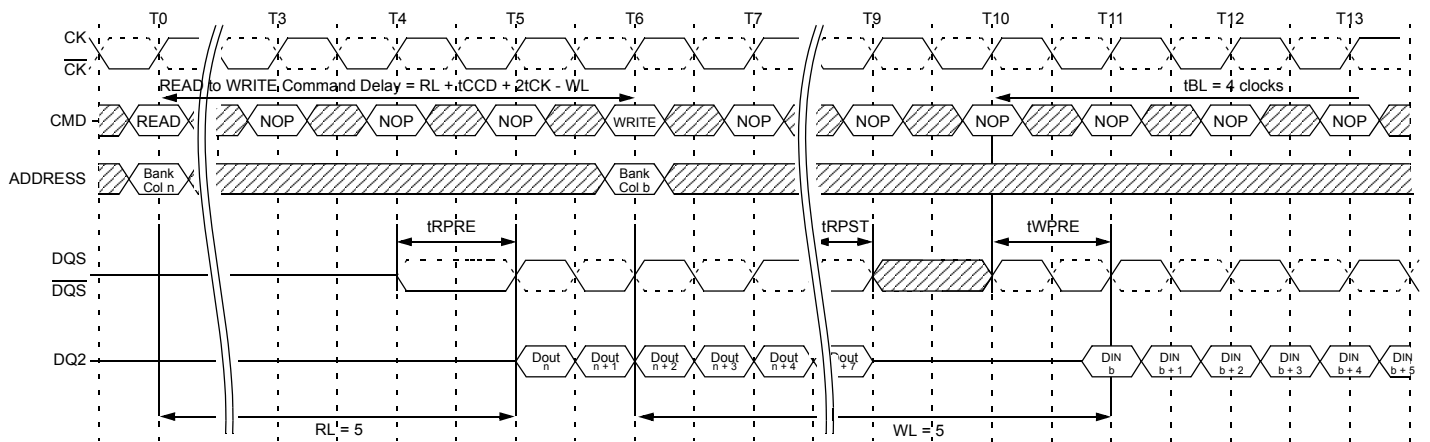 T0 T3 T4 T5 T6 T7 T9 T10 T11 T12 T13
CK
CK
READ to WRITE Command Delay = RL + tCCD + 2tCK - WL
tBL = 4 clocks
CMD READ NOP NOP NOP WRITE NOP NOP NOP NOP NOP NOP
ADDRESS
Bank
Col n
Bank
Col b
tRPRE tRPST tWPRE
DQS
DQS
DQ2
Dout
n
Dout
n + 1
Dout
n + 2
Dout
n + 3
Dout
n + 4
Dout
+ 7
DIN
b
DIN
b + 1
DIN
b + 2
DIN
b + 3
DIN
b + 4
DIN
b + 5
RL = 5
WL = 5